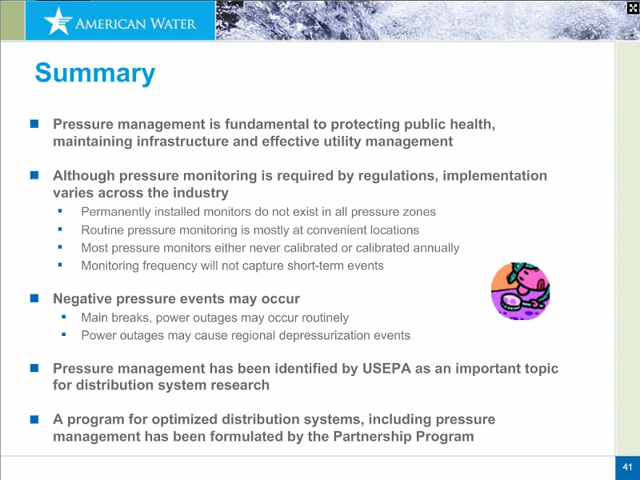 AMERICAN WATER
Summary
Pressure management is fundamental to protecting public health,
maintaining infrastructure and effective utility management
Although pressure monitoring is required by regulations, implementation
varies across the industry
Permanently installed monitors do not exist in all pressure zones
Routine pressure monitoring is mostly at convenient locations
Most pressure monitors either never calibrated or calibrated annually
Monitoring frequency will not capture short-term events
Negative pressure events may occur
Main breaks, power outages may occur routinely
Power outages may cause regional depressurization events
Pressure management has been identified by USEPA as an important topic
for distribution system research
A program for optimized distribution systems, including pressure
management has been formulated by the Partnership Program
41